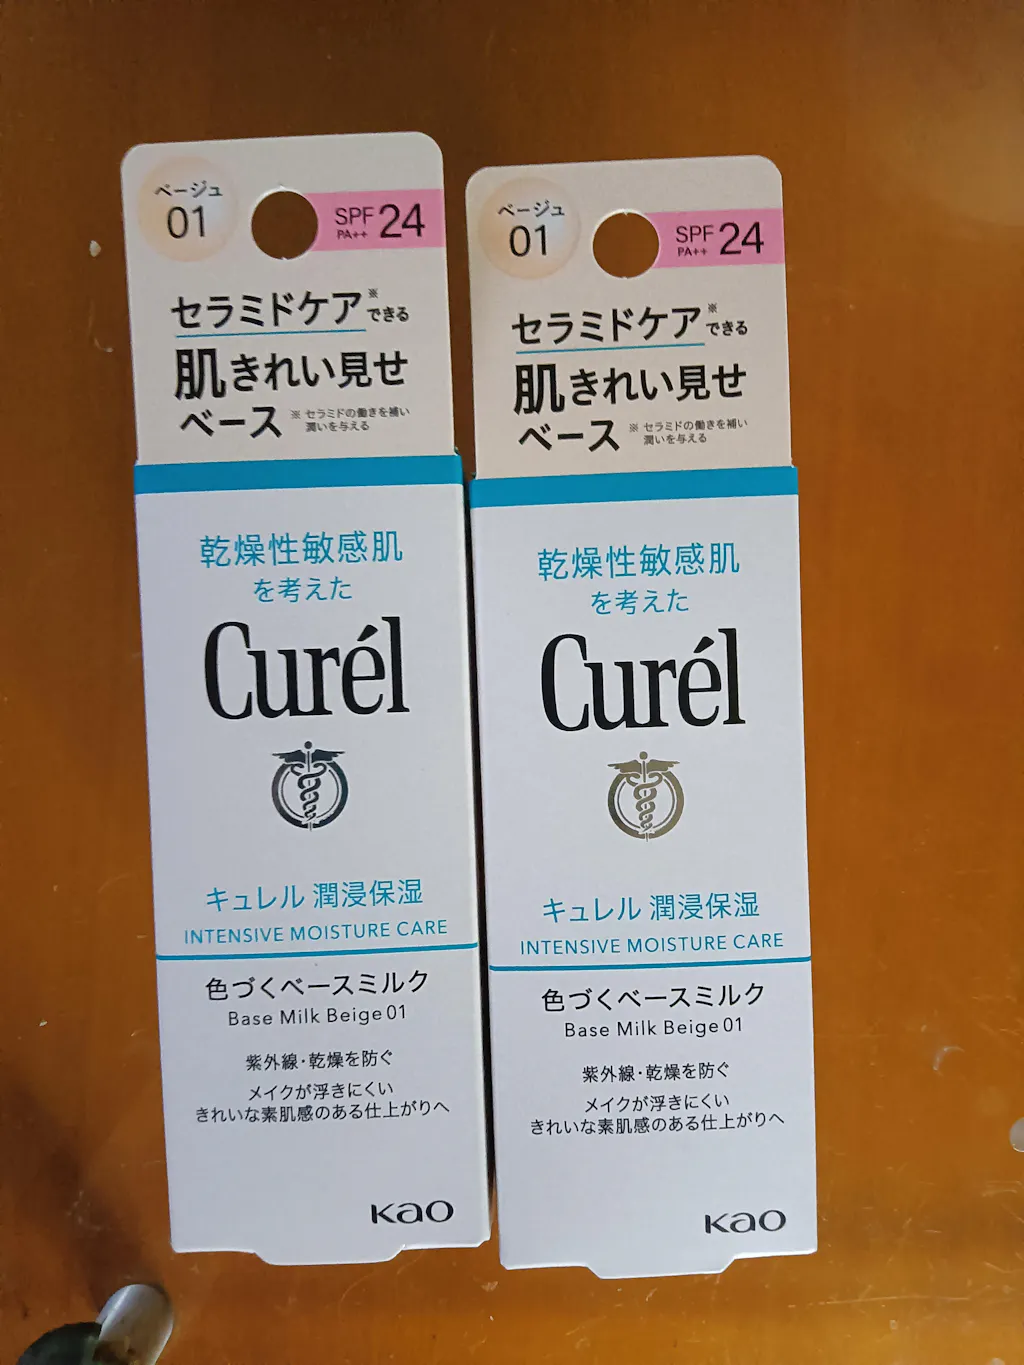 ベージュ
01
SPF 24
PA++
セラミドケア※できる
肌きれい見せ
ベース
※ セラミドの働きを補い
潤いを与える
乾燥性敏感肌
を考えた
Curél
キュレル 潤浸保湿
INTENSIVE MOISTURE CARE
色づくベースミルク
Base Milk Beige 01
紫外線・乾燥を防ぐ
メイクが浮きにくい
きれいな素肌感のある仕上がりへ
Kao
ベージュ
01
SPF 24
PA++
セラミドケア※できる
肌きれい見せ
ベース
※ セラミドの働きを補い
潤いを与える
乾燥性敏感肌
を考えた
Curél
キュレル 潤浸保湿
INTENSIVE MOISTURE CARE
色づくベースミルク
Base Milk Beige 01
紫外線・乾燥を防ぐ
メイクが浮きにくい
きれいな素肌感のある仕上がりへ
Kao